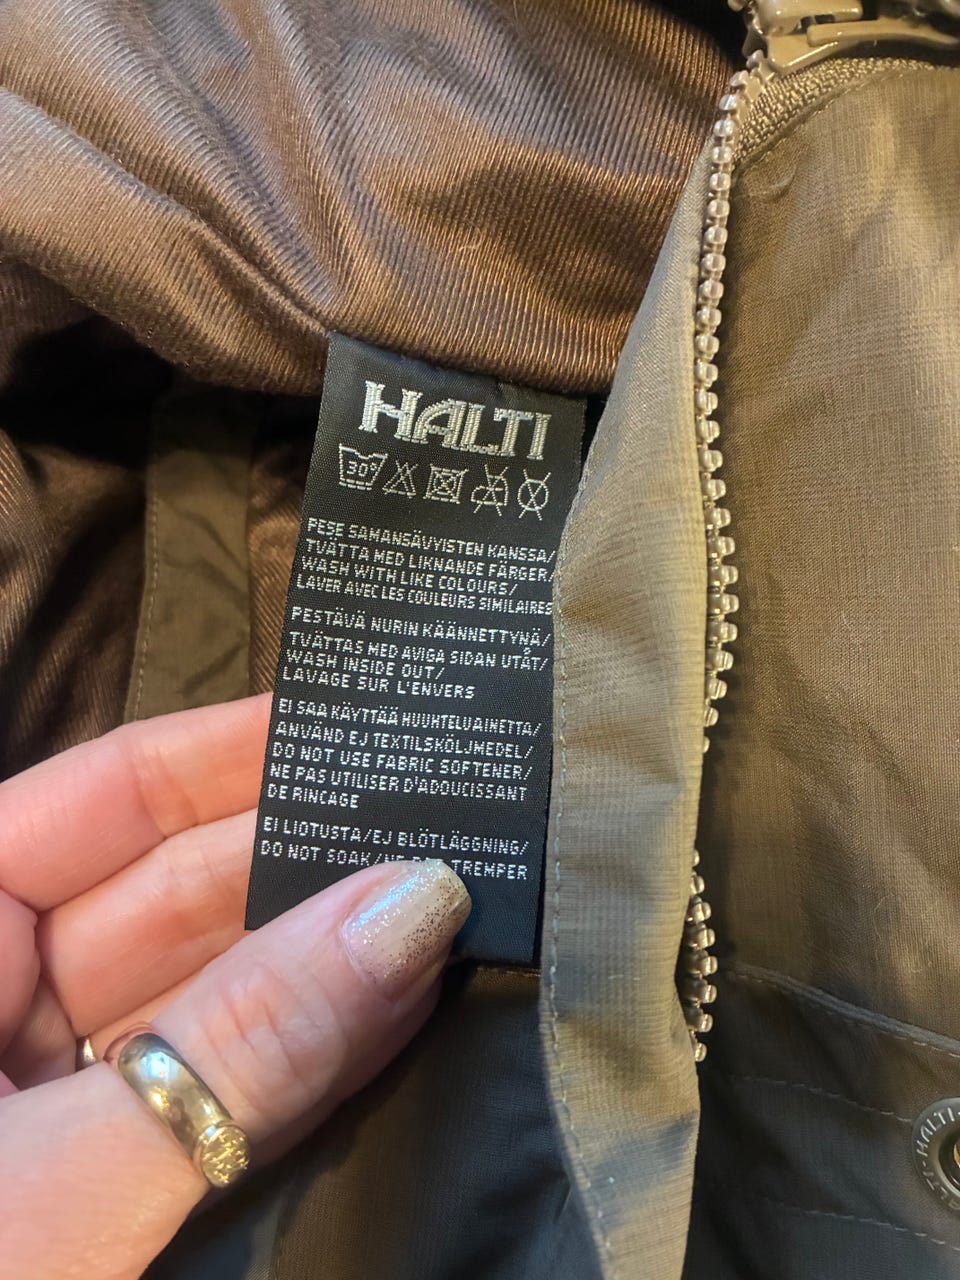 HALTI
30°
PESE SAMANSÄVYISTEN KANSSA/
TVÄTTA MED LIKNANDE FÄRGER/
WASH WITH LIKE COLOURS/
LAVER AVEC LES COULEURS SIMILAIRES
PESTÄVÄ NURIN KÄÄNNETTYNÄ/
TVÄTTAS MED AVIGA SIDAN UTÅT/
WASH INSIDE OUT/
LAVAGE SUR L'ENVERS
EI SAA KÄYTTÄÄ HUUHTELUAINETTA/
ANVÄND EJ TEXTILSKÖLJMEDEL/
DO NOT USE FABRIC SOFTENER/
NE PAS UTILISER D'ADOUCISSANT
DE RINCAGE
EI LIOTUSTA/EJ BLÖTLÄGGNING/
DO NOT SOAK/NE TREMPER
HALTI